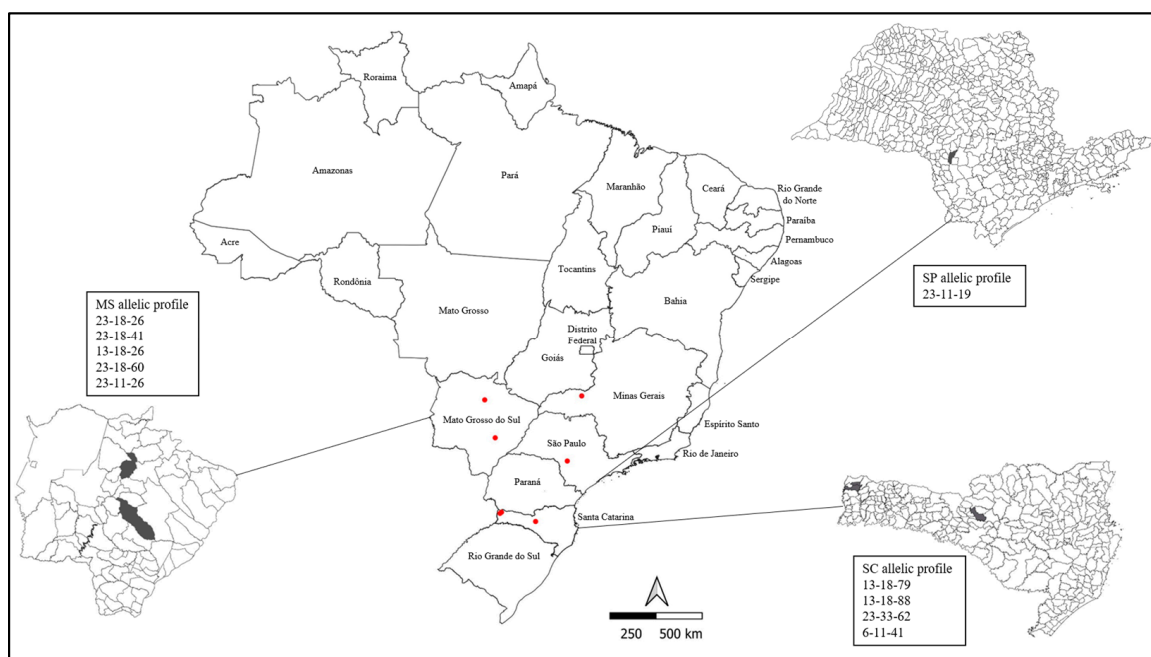 Roraima
Amapá
Amazonas
Pará
Maranhão
Ceará
Rio Grande
do Norte
Paraíba
Piauí
Pernambuco
Acre
Alagoas
Sergipe
Tocantins
Rondônia
Bahia
Mato Grosso
Distrito
Federal
Goiás
Minas Gerais
Mato Grosso do Sul
Espírito Santo
São Paulo
Rio de Janeiro
Paraná
Santa Catarina
Rio Grande do Sul
250 500 km
MS allelic profile
23-18-26
23-18-41
13-18-26
23-18-60
23-11-26
SP allelic profile
23-11-19
SC allelic profile
13-18-79
13-18-88
23-33-62
6-11-41